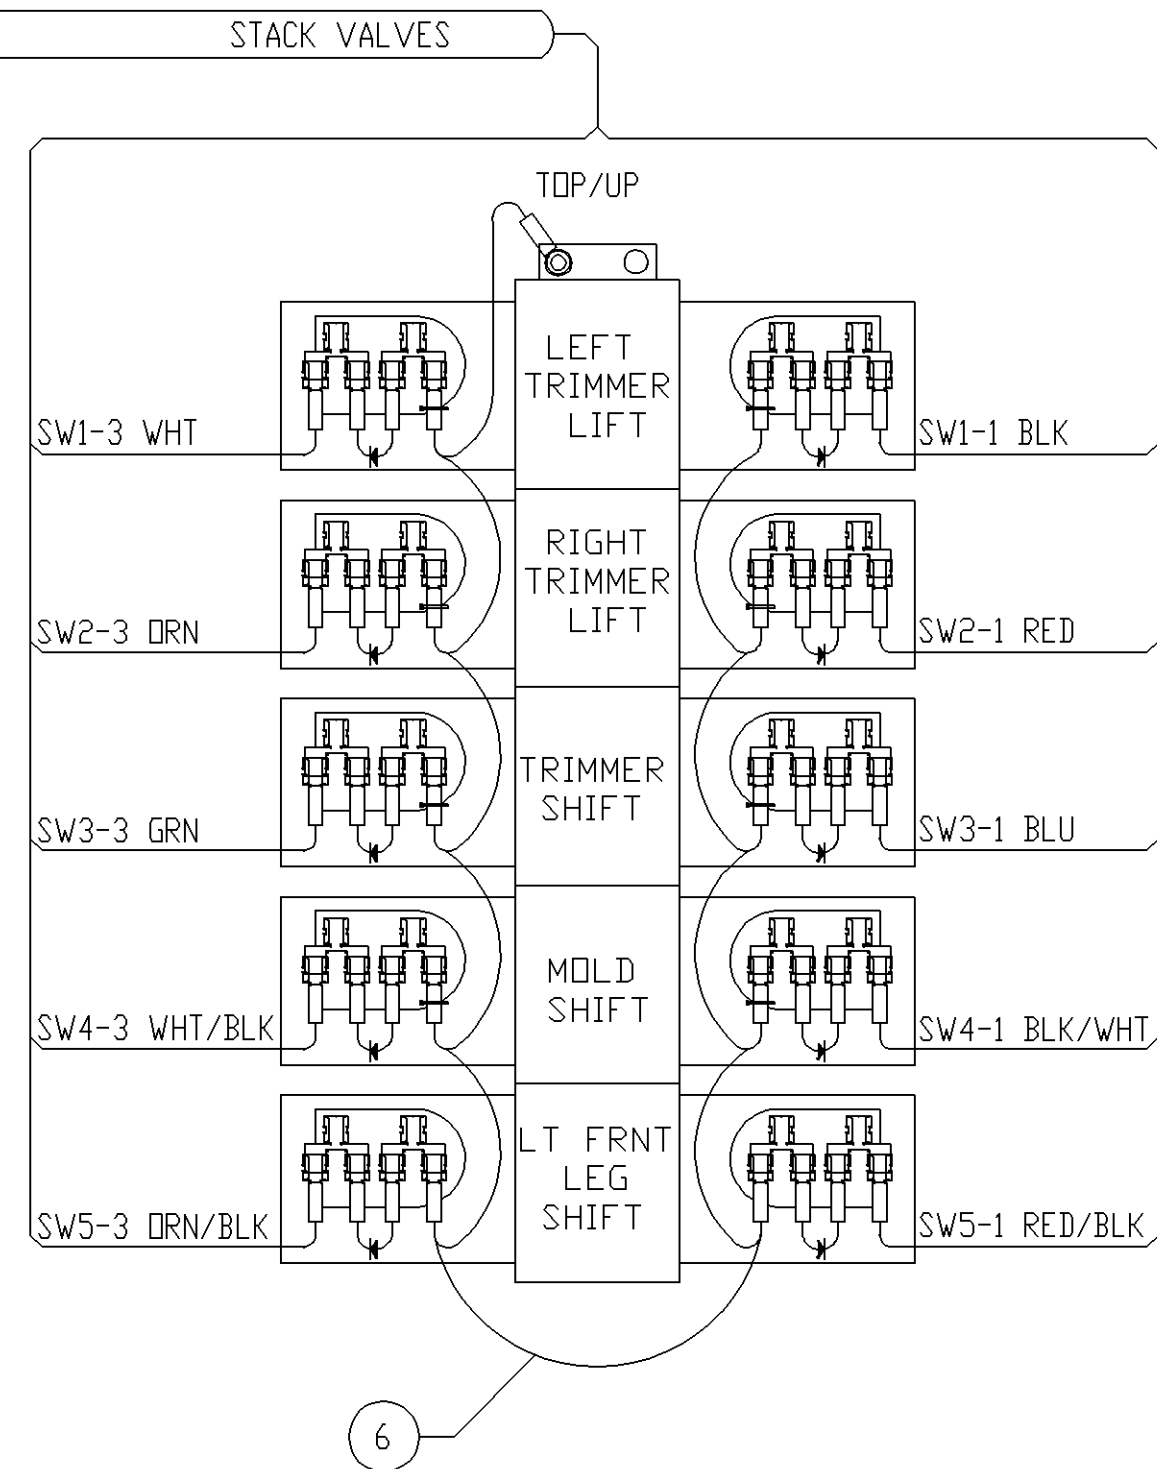 STACK VALVES
TOP/UP
LEFT
TRIMMER
LIFT
SW1-3 WHT
SW1-1 BLK
RIGHT
TRIMMER
LIFT
SW2-3 ORN
SW2-1 RED
TRIMMER
SHIFT
SW3-3 GRN
SW3-1 BLU
MOLD
SHIFT
SW4-3 WHT/BLK
SW4-1 BLK/WHT
LT FRNT
LEG
SHIFT
SW5-3 ORN/BLK
SW5-1 RED/BLK
6